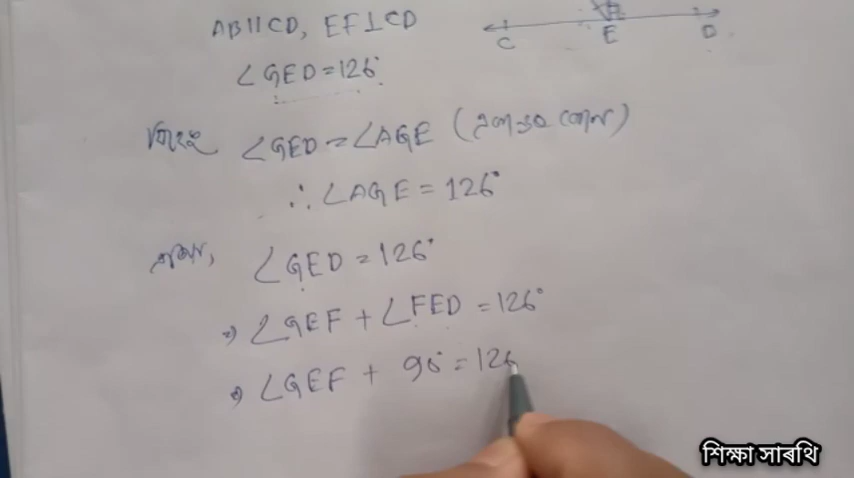 AB||CD, EF⊥CD
C E D
∠GED=126°
∠GED=∠AGE (একান্তৰ কোণ)
∴ ∠AGE = 126°
∠GED = 126°
⇒ ∠GEF + ∠FED = 126°
⇒ ∠GEF + 90° = 126
শিক্ষা সাৰথি